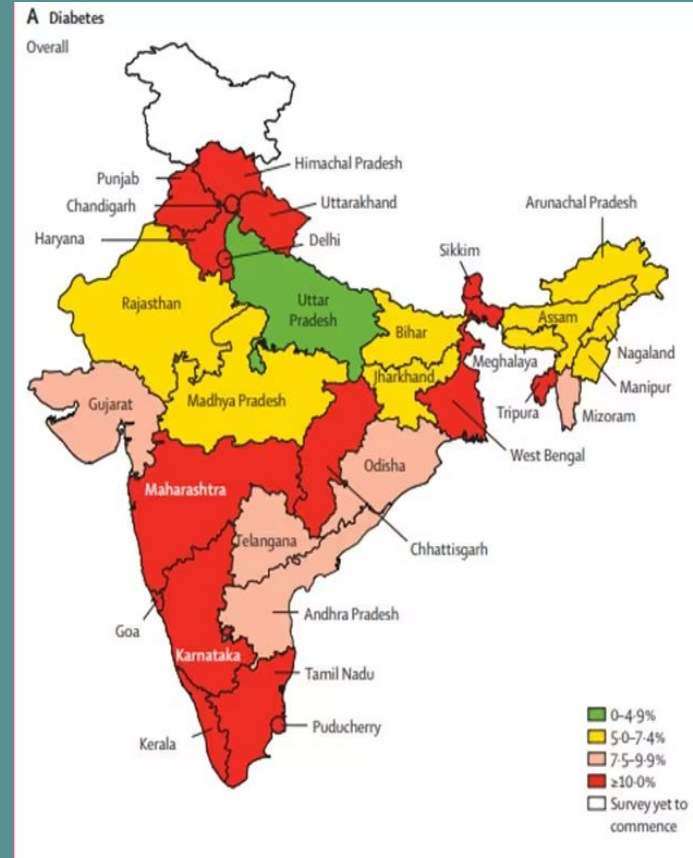 A Diabetes
Overall
Himachal Pradesh
Punjab
Chandigarh
Uttarakhand
Arunachal Pradesh
Haryana
Delhi
Sikkim
Rajasthan
Uttar
Pradesh
Bihar
Assam
Meghalaya
Nagaland
Jharkhand
Manipur
Gujarat
Madhya Pradesh
Tripura
Mizoram
West Bengal
Odisha
Maharashtra
Telangana
Chhattisgarh
Andhra Pradesh
Goa
Karnataka
Tamil Nadu
Puducherry
Kerala
0–4·9%
5·0–7·4%
7·5–9·9%
≥10·0%
Survey yet to
commence